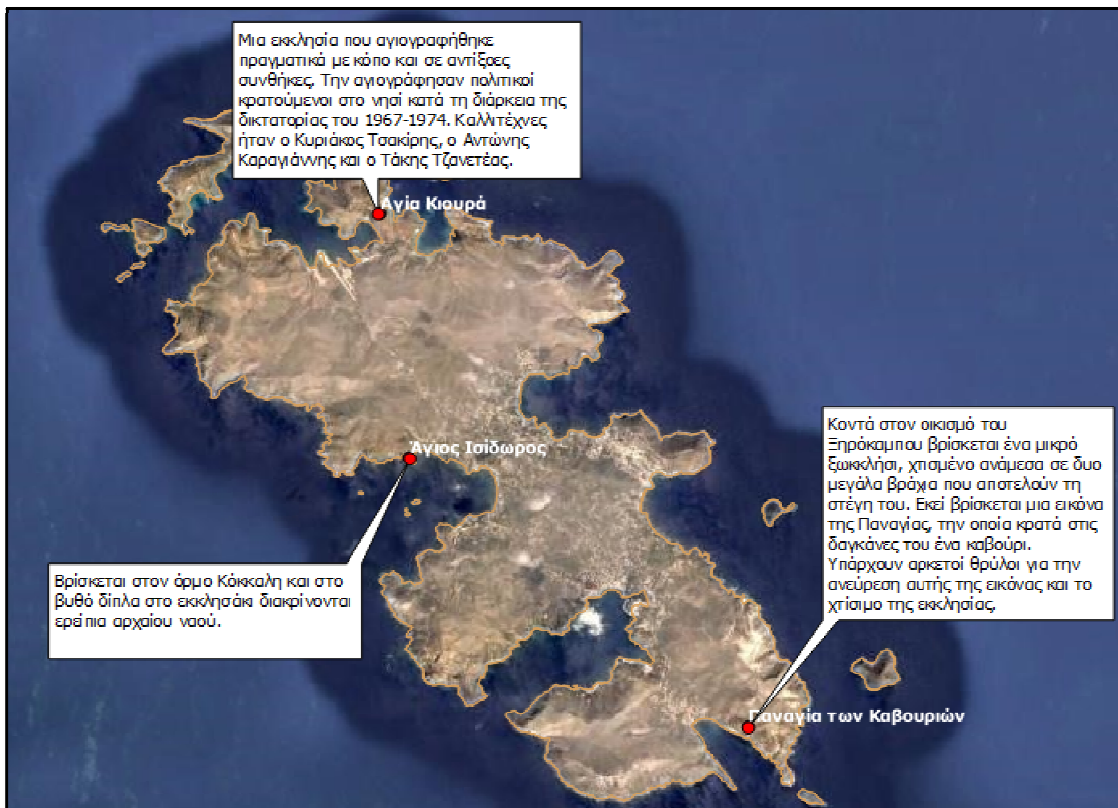 Μια εκκλησία που αγιογραφήθηκε
πραγματικά με κόπο και σε αντίξοες
συνθήκες. Την αγιογράφησαν πολιτικοί
κρατούμενοι στο νησί κατά τη διάρκεια της
δικτατορίας του 1967-1974. Καλλιτέχνες
ήταν ο Κυριάκος Τσακίρης, ο Αντώνης
Καραγιάννης και ο Τάκης Τζανετέας.
Αγία Κιουρά
Άγιος Ισίδωρος
Κοντά στον οικισμό του
Ξηρόκαμπου βρίσκεται ένα μικρό
ξωκκλήσι, χτισμένο ανάμεσα σε δυο
μεγάλα βράχια που αποτελούν τη
στέγη του. Εκεί βρίσκεται μια εικόνα
της Παναγίας, την οποία κρατά στις
δαγκάνες του ένα καβούρι.
Υπάρχουν αρκετοί θρύλοι για την
ανεύρεση αυτής της εικόνας και το
χτίσιμο της εκκλησίας.
Βρίσκεται στον όρμο Κόκκαλη και στο
βυθό δίπλα στο εκκλησάκι διακρίνονται
ερείπια αρχαίου ναού.
Παναγία των Καβουριών